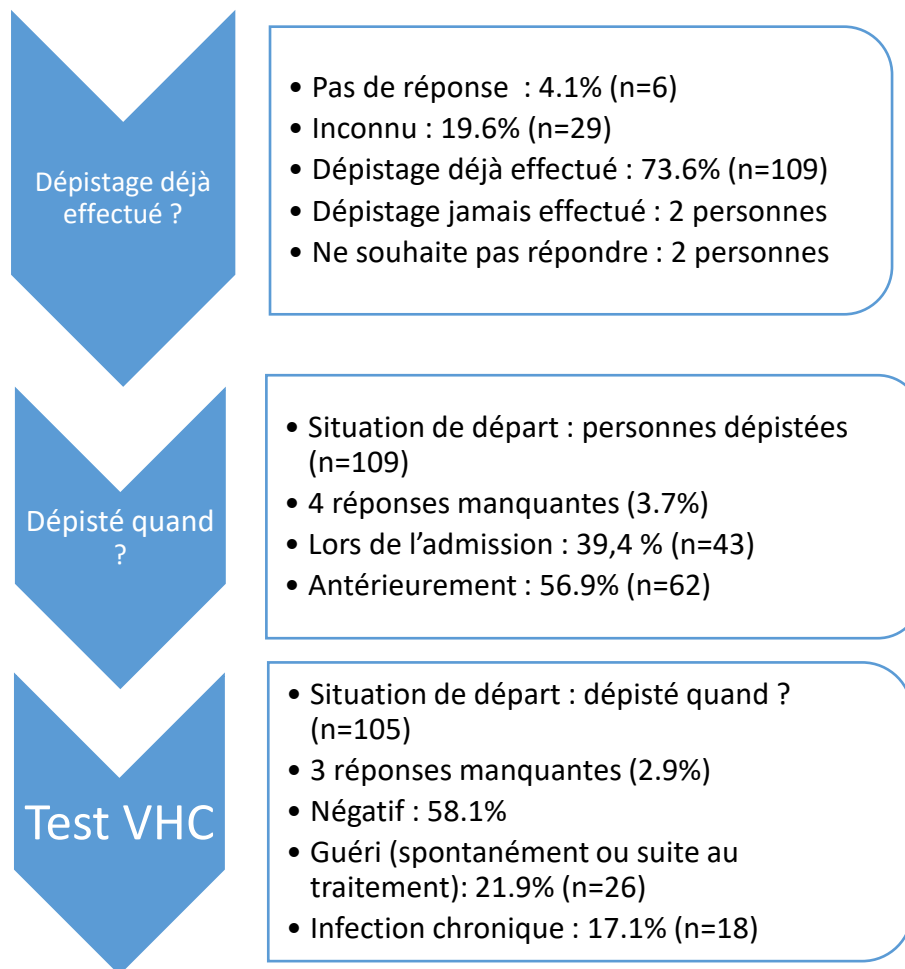 Dépistage déjà
effectué ?
• Pas de réponse  : 4.1% (n=6)
• Inconnu : 19.6% (n=29)
• Dépistage déjà effectué : 73.6% (n=109)
• Dépistage jamais effectué : 2 personnes
• Ne souhaite pas répondre : 2 personnes
Dépisté quand
?
• Situation de départ : personnes dépistées
(n=109)
• 4 réponses manquantes (3.7%)
• Lors de l’admission : 39,4 % (n=43)
• Antérieurement : 56.9% (n=62)
Test VHC
• Situation de départ : dépisté quand ?
(n=105)
• 3 réponses manquantes (2.9%)
• Négatif : 58.1%
• Guéri (spontanément ou suite au
traitement): 21.9% (n=26)
• Infection chronique : 17.1% (n=18)